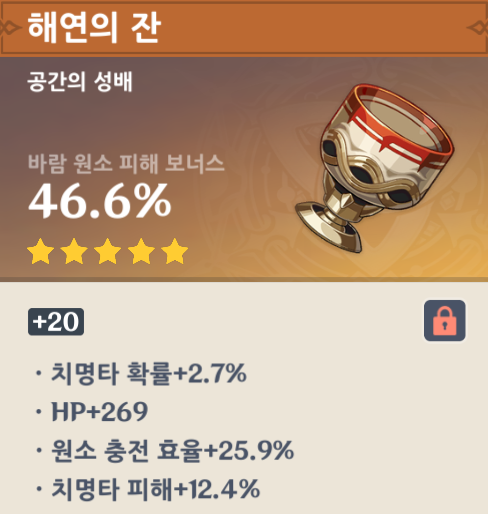 해연의 잔
공간의 성배
바람 원소 피해 보너스
46.6%
+20
· 치명타 확률+2.7%
· HP+269
· 원소 충전 효율+25.9%
· 치명타 피해+12.4%